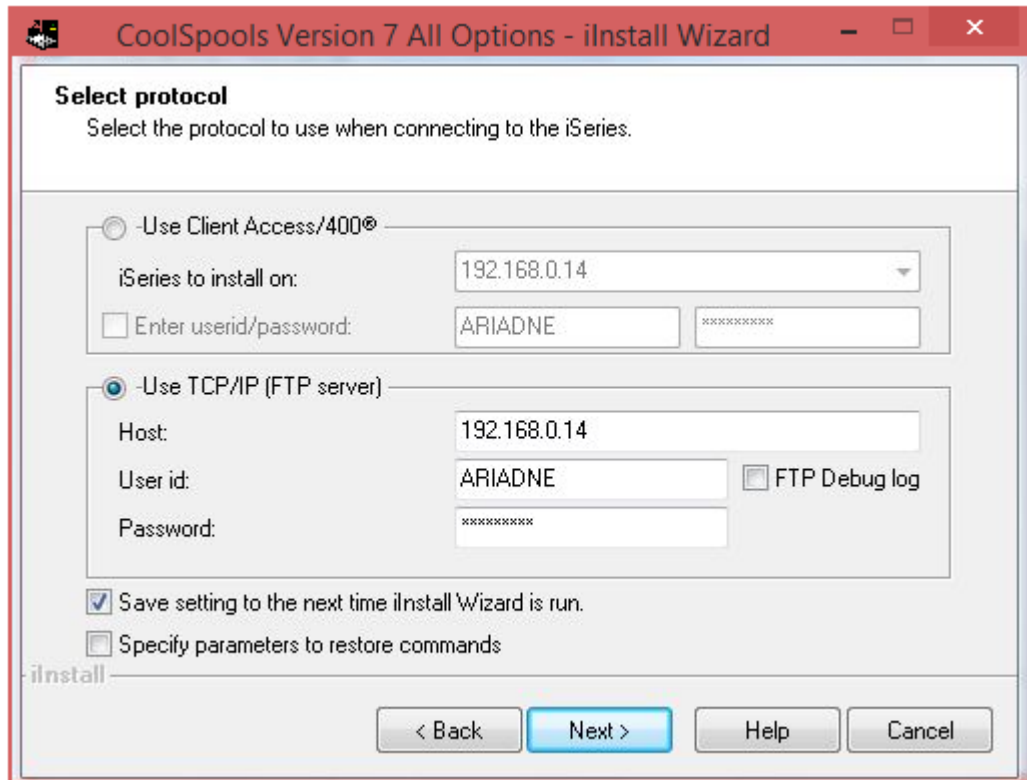 CoolSpools Version 7 All Options - iInstall Wizard
Select protocol
Select the protocol to use when connecting to the iSeries.
-Use Client Access/400®
iSeries to install on: 192.168.0.14
Enter userid/password: ARIADNE *********
-Use TCP/IP (FTP server)
Host: 192.168.0.14
User id: ARIADNE FTP Debug log
Password: *********
Save setting to the next time iInstall Wizard is run.
Specify parameters to restore commands
iInstall
< Back Next > Help Cancel